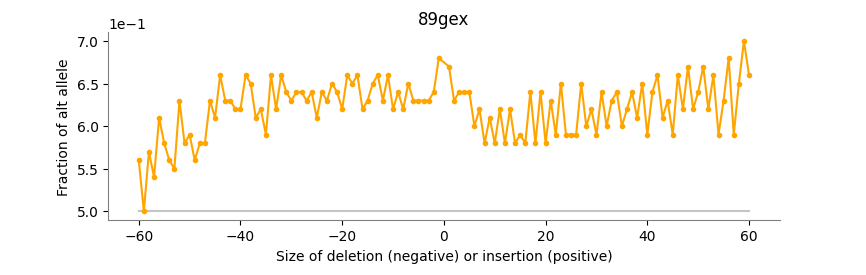 89gex
1e−1
7.0
6.5
6.0
5.5
5.0
Fraction of alt allele
−60 −40 −20 0 20 40 60
Size of deletion (negative) or insertion (positive)